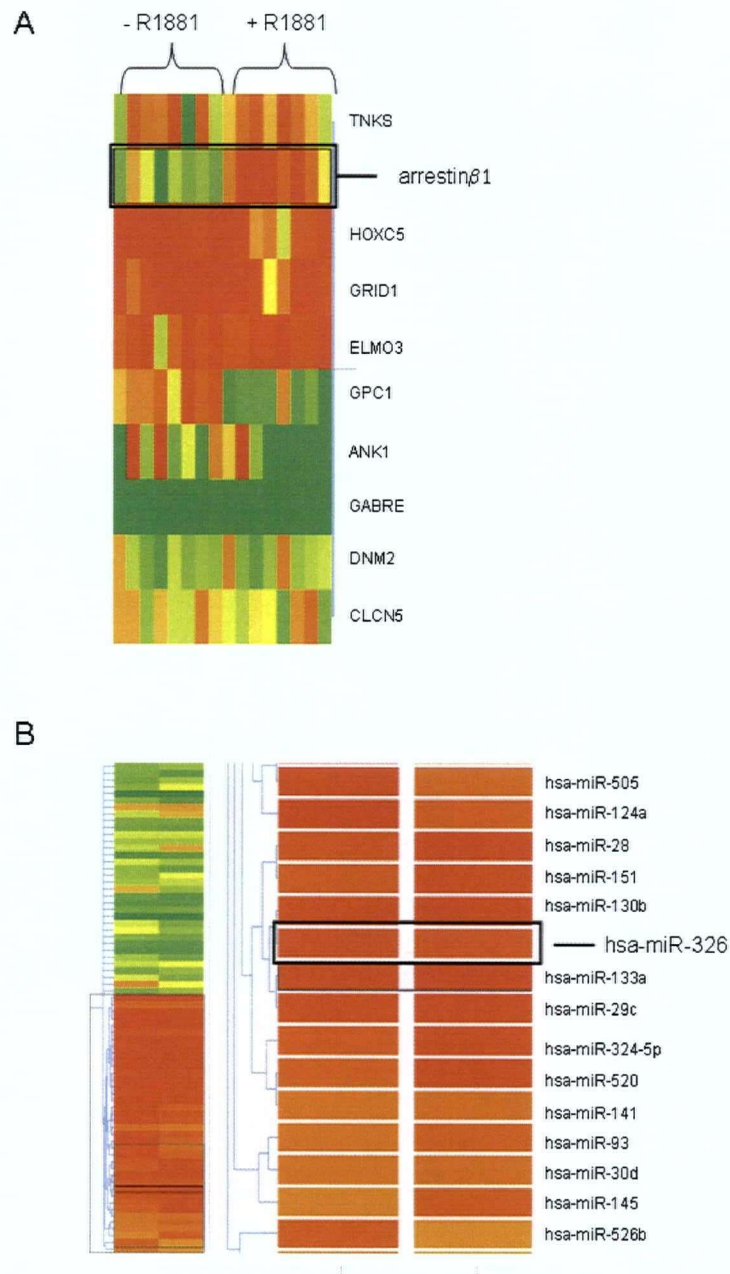 A
- R1881 + R1881
TNKS
arrestinβ1
HOXC5
GRID1
ELMO3
GPC1
ANK1
GABRE
DNM2
CLCN5
B
hsa-miR-505
hsa-miR-124a
hsa-miR-28
hsa-miR-151
hsa-miR-130b
hsa-miR-326
hsa-miR-133a
hsa-miR-29c
hsa-miR-324-5p
hsa-miR-520
hsa-miR-141
hsa-miR-93
hsa-miR-30d
hsa-miR-145
hsa-miR-526b